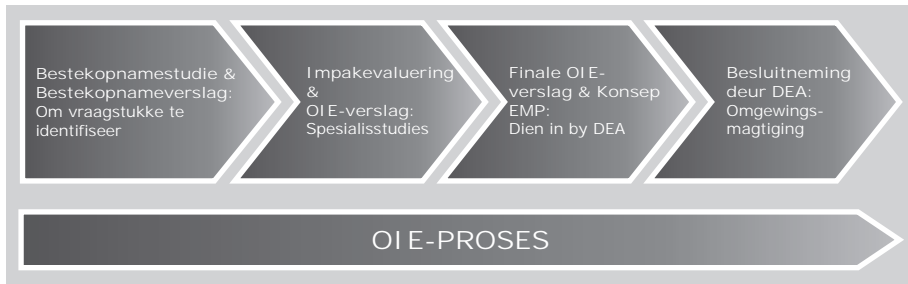 Bestekopnamestudie &
Bestekopnameverslag:
Om vraagstukke te
identifiseer
Impakevaluering
&
OIE-verslag:
Spesialisstudies
Finale OIE-
verslag & Konsep
EMP:
Dien in by DEA
Besluitneming
deur DEA:
Omgewings-
magtiging
OIE-PROSES